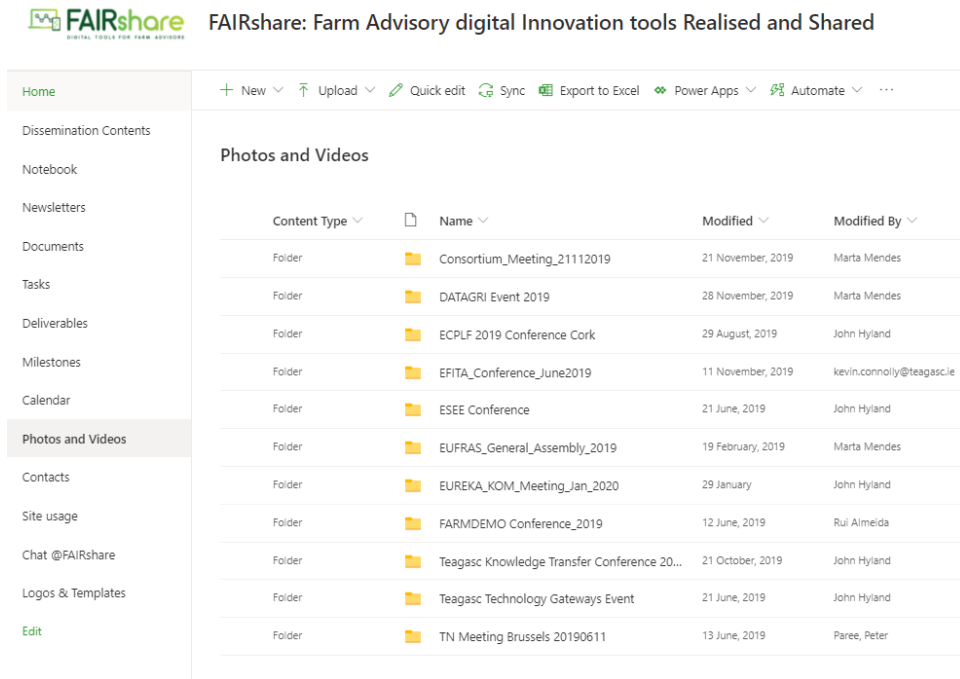 FAIRshare
DIGITAL TOOLS FOR FARM ADVISORS
FAIRshare: Farm Advisory digital Innovation tools Realised and Shared
Home
Dissemination Contents
Notebook
Newsletters
Documents
Tasks
Deliverables
Milestones
Calendar
Photos and Videos
Contacts
Site usage
Chat @FAIRshare
Logos & Templates
Edit
New Upload Quick edit Sync Export to Excel Power Apps Automate ...
Photos and Videos
Content Type Name Modified Modified By
Folder Consortium_Meeting_21112019 21 November, 2019 Marta Mendes
Folder DATAGRI Event 2019 28 November, 2019 Marta Mendes
Folder ECPLF 2019 Conference Cork 29 August, 2019 John Hyland
Folder EFITA_Conference_June2019 11 November, 2019 kevin.connolly@teagasc.ie
Folder ESEE Conference 21 June, 2019 John Hyland
Folder EUFRAS_General_Assembly_2019 19 February, 2019 Marta Mendes
Folder EUREKA_KOM_Meeting_Jan_2020 29 January John Hyland
Folder FARMDEMO Conference_2019 12 June, 2019 Rui Almeida
Folder Teagasc Knowledge Transfer Conference 20... 21 October, 2019 John Hyland
Folder Teagasc Technology Gateways Event 21 June, 2019 John Hyland
Folder TN Meeting Brussels 20190611 13 June, 2019 Paree, Peter